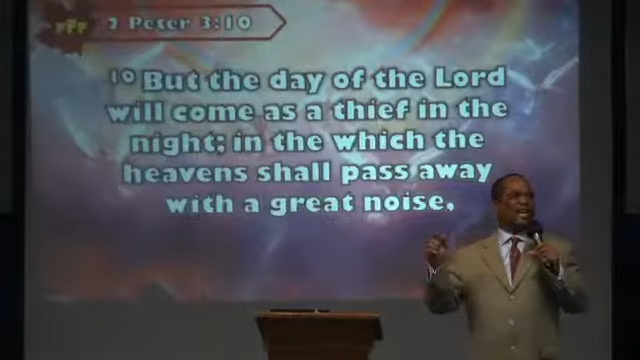 2 Peter 3:10
10 But the day of the Lord
will come as a thief in the
night; in the which the
heavens shall pass away
with a great noise,